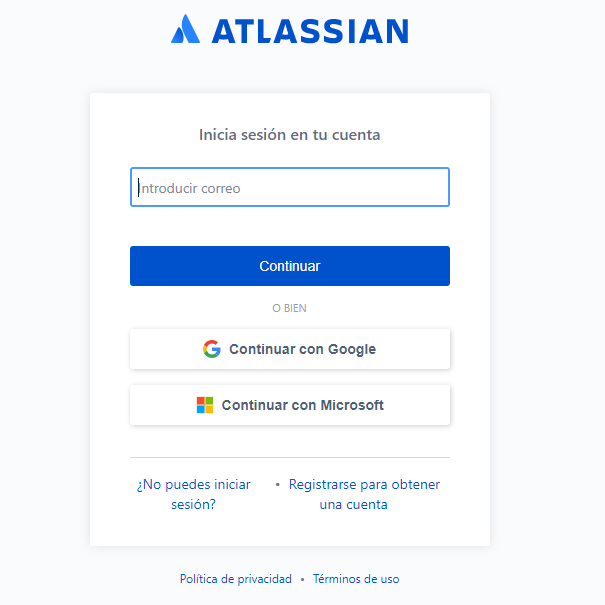 ATLASSIAN
Inicia sesión en tu cuenta
Introducir correo
Continuar
O BIEN
Continuar con Google
Continuar con Microsoft
¿No puedes iniciar sesión?
•
Registrarse para obtener una cuenta
Política de privacidad • Términos de uso